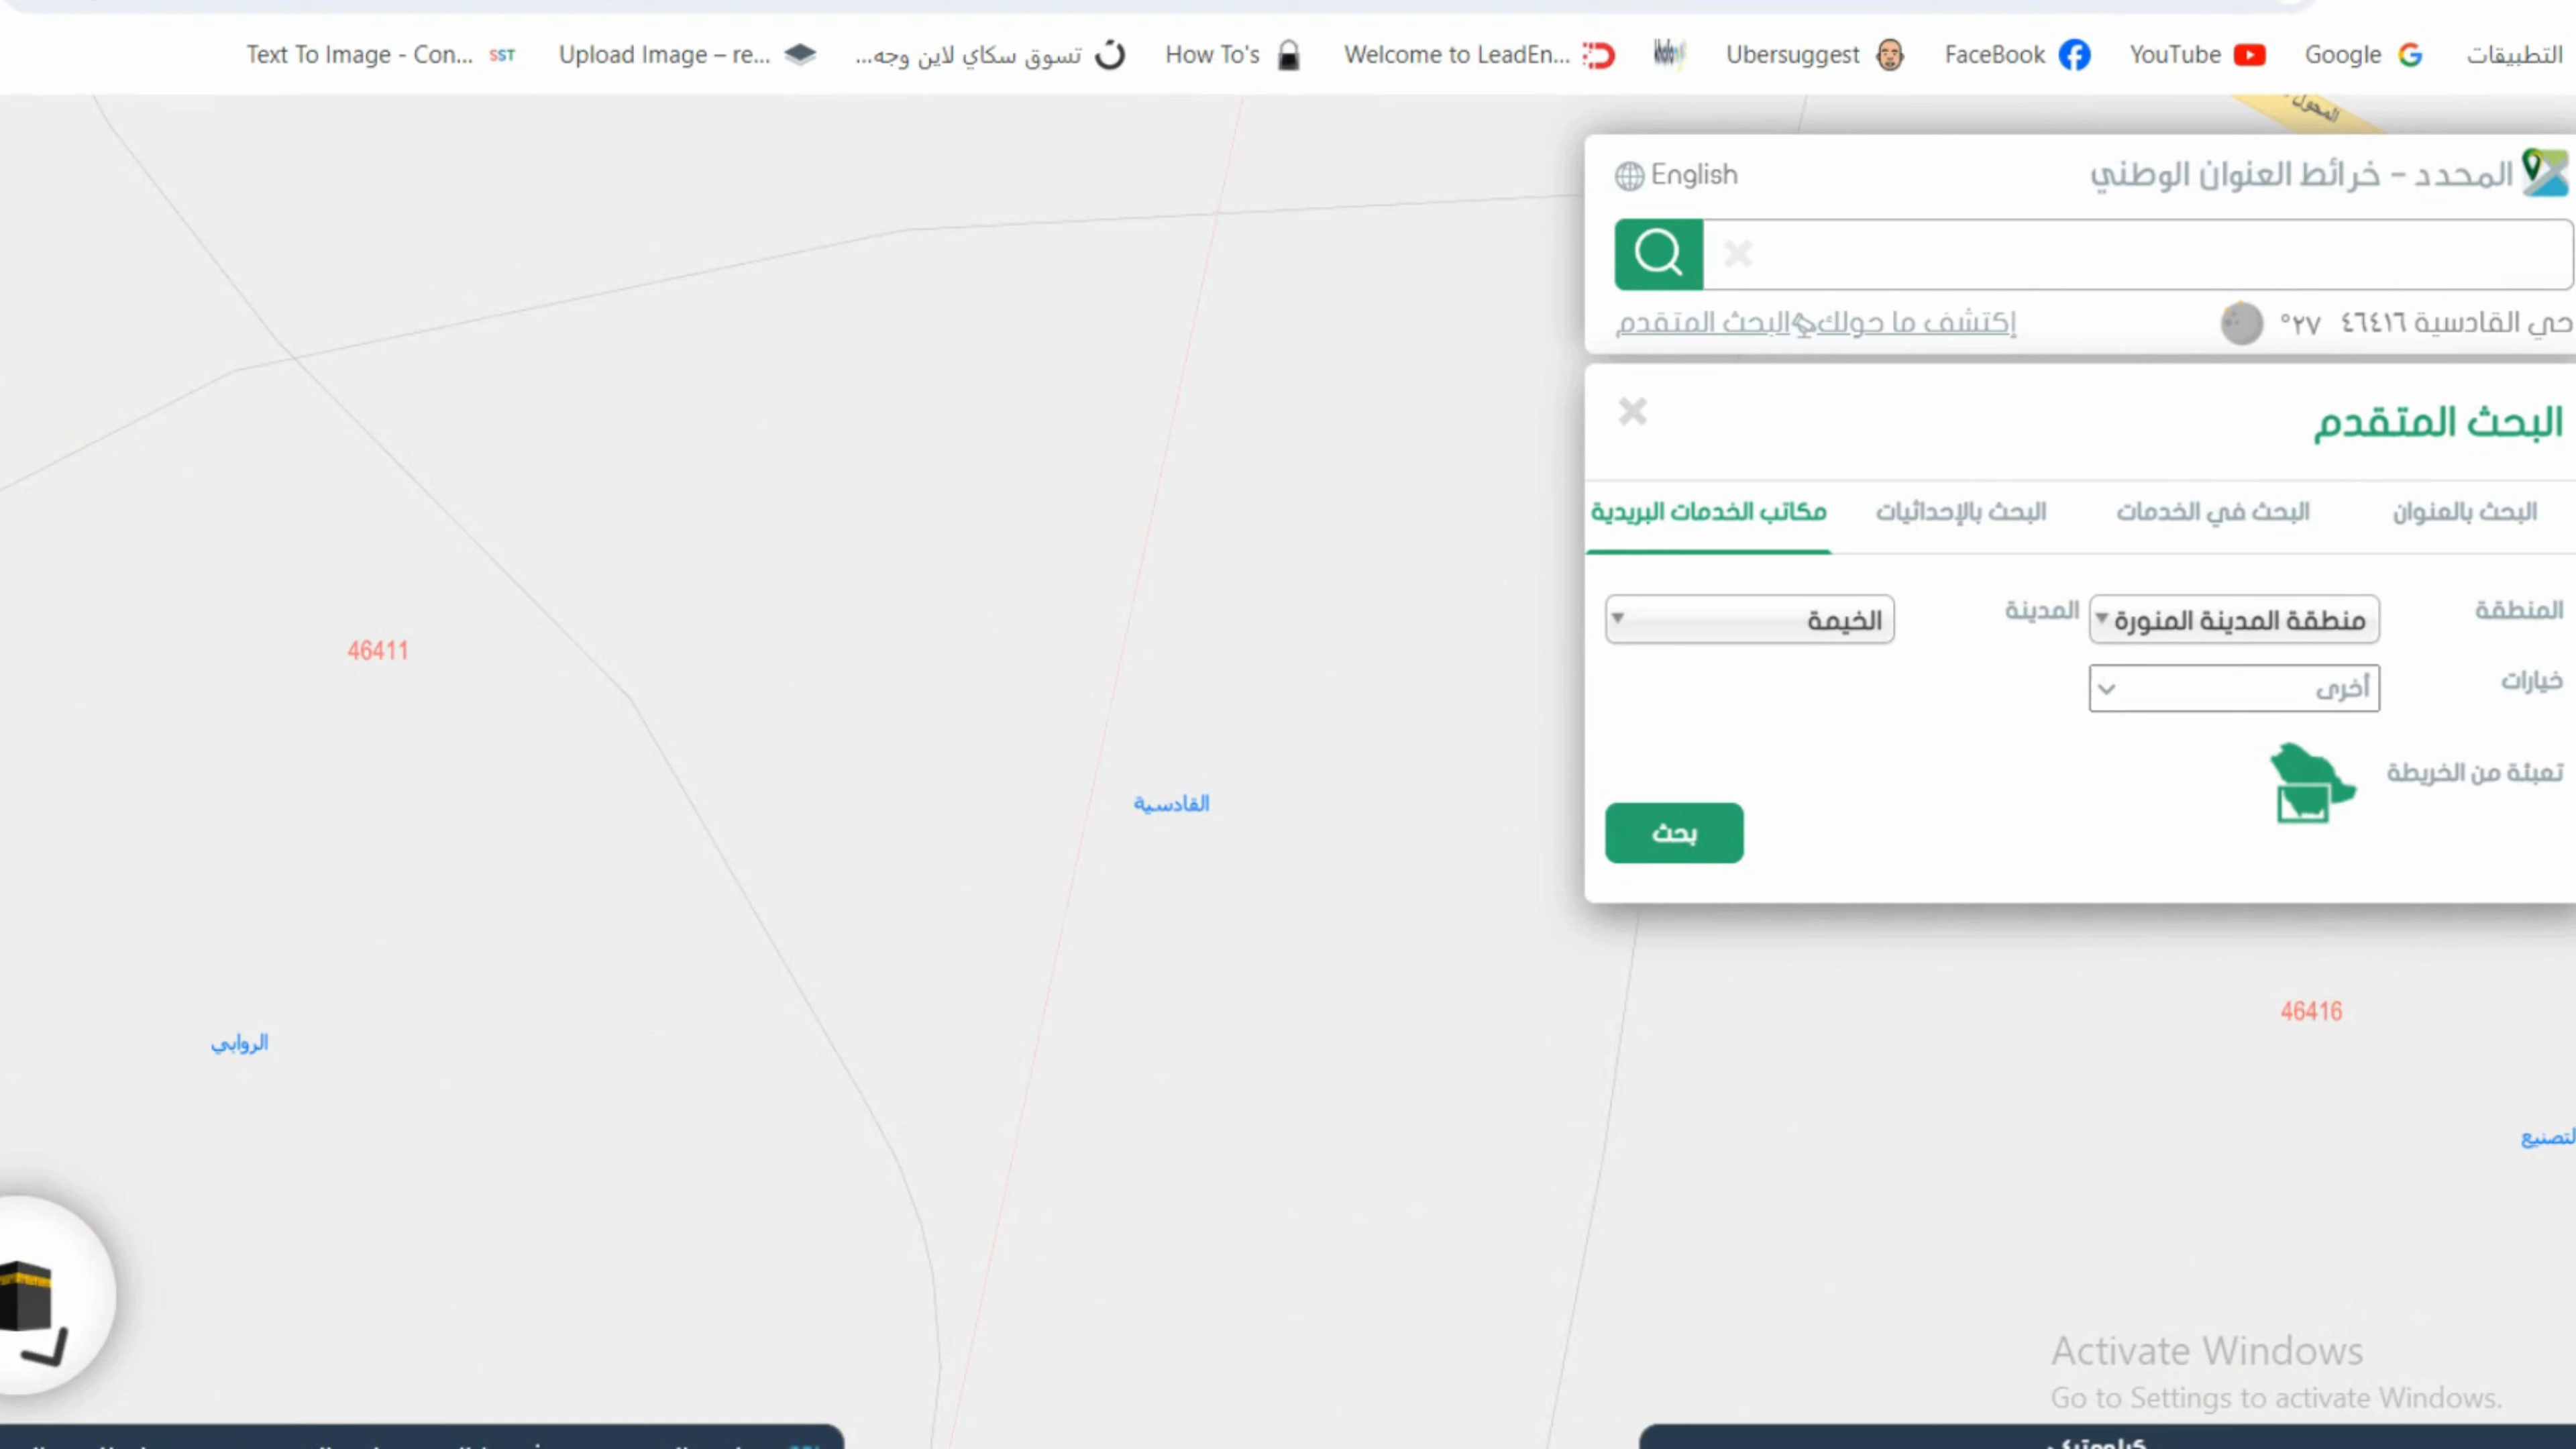 التطبيقات
Google
YouTube
FaceBook
Ubersuggest
Welcome to LeadEn...
How To's
تسوق سكاي لاين وجه...
Upload Image – re...
Text To Image - Con...
SST
المحول
المحدد - خرائط العنوان الوطني
English
حي القادسية ٤٦٤١٦ ٢٧°
إكتشف ما حولك
البحث المتقدم
البحث المتقدم
البحث بالعنوان
البحث في الخدمات
البحث بالإحداثيات
مكاتب الخدمات البريدية
المنطقة
منطقة المدينة المنورة
المدينة
الخيمة
خيارات
أخرى
تعبئة من الخريطة
بحث
46411
القادسية
46416
الروابي
Activate Windows
Go to Settings to activate Windows.